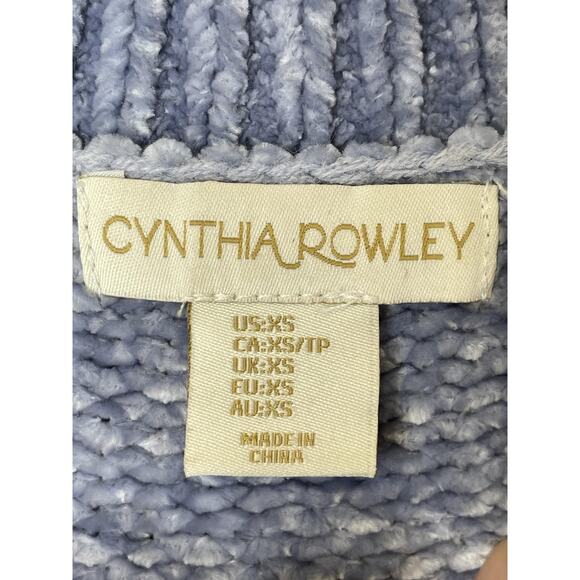 CYNTHIA ROWLEY
US:XS
CA:XS/TP
UK:XS
EU:XS
AU:XS
MADE IN
CHINA